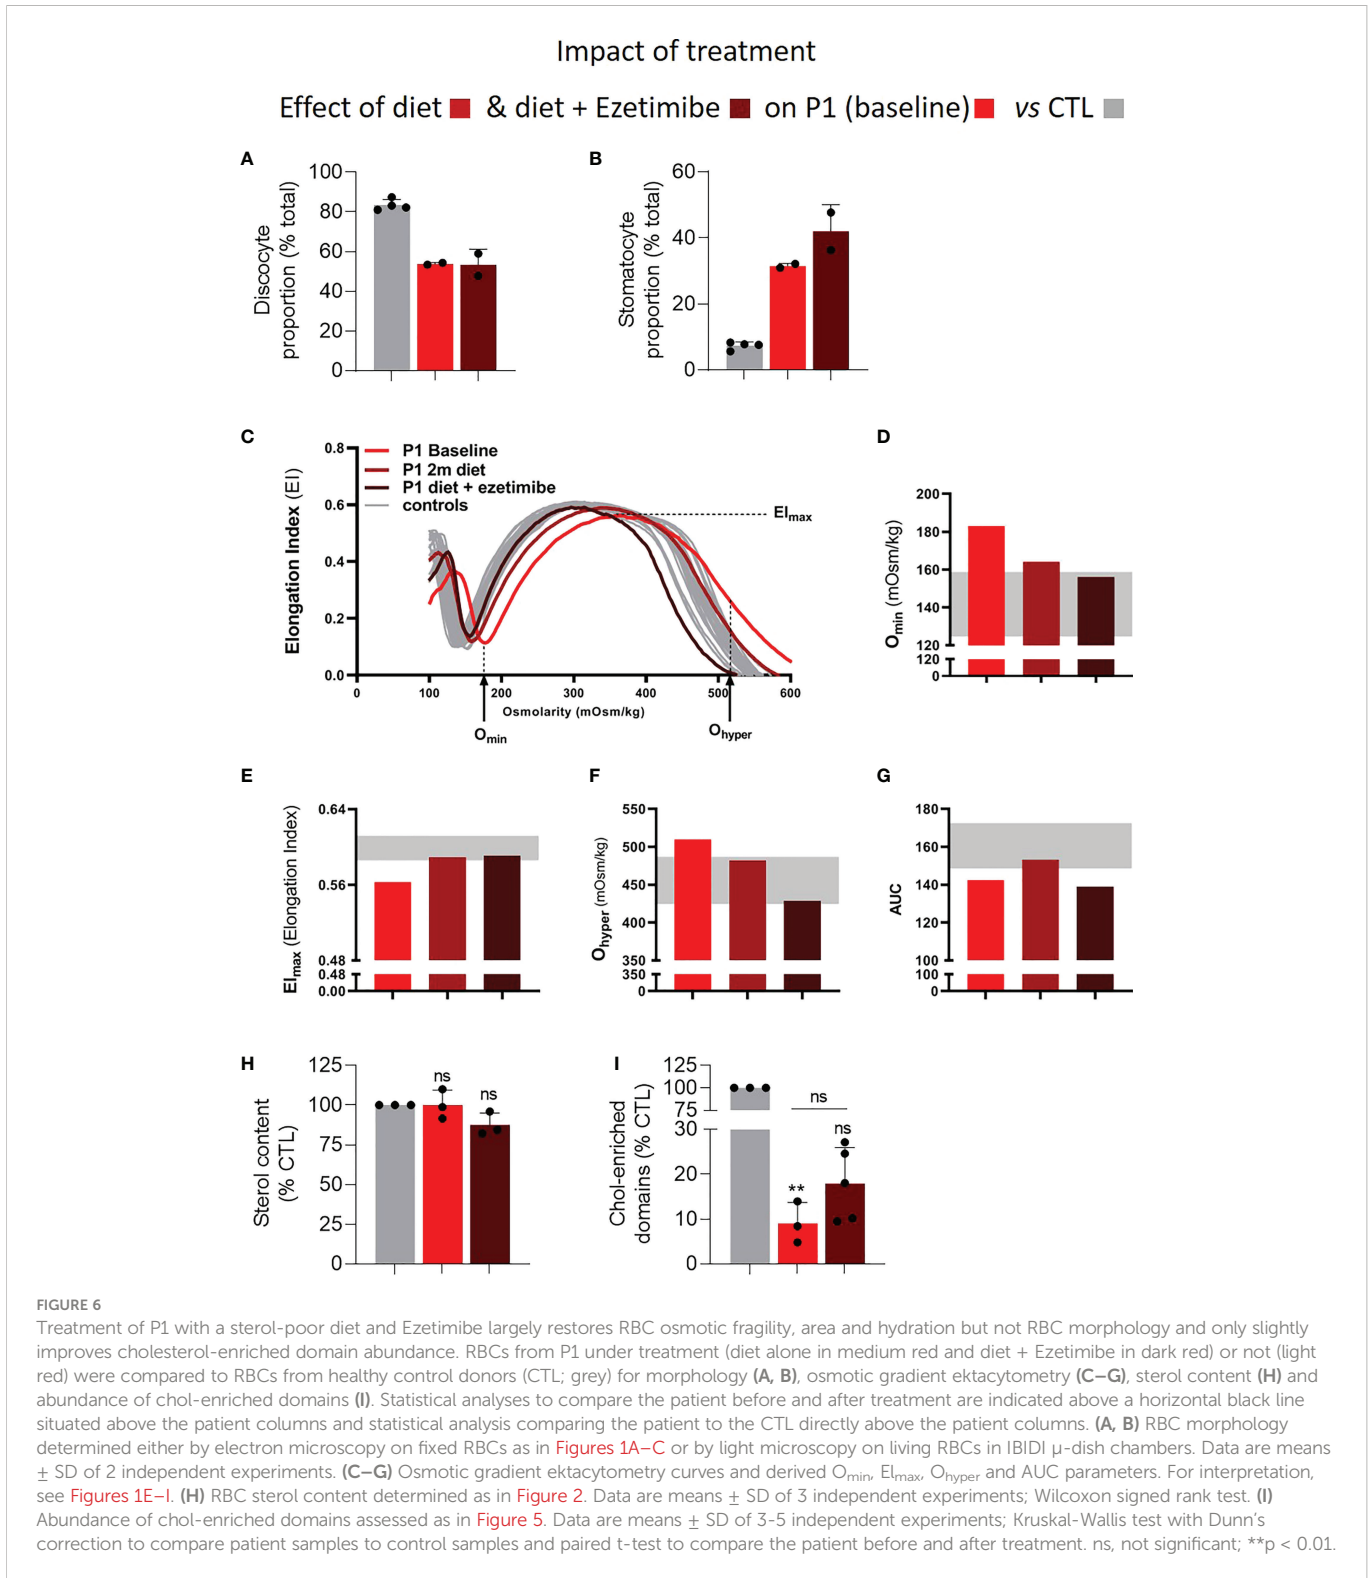 Impact of treatment
Effect of diet & diet + Ezetimibe on P1 (baseline) vs CTL
A
Discocyte
proportion (% total)
100
80
60
40
20
0
B
Stomatocyte
proportion (% total)
60
40
20
0
C
Elongation Index (EI)
0.8
0.6
0.4
0.2
0.0
P1 Baseline
P1 2m diet
P1 diet + ezetimibe
controls
EImax
0
100
200
300
400
500
600
Osmolarity (mOsm/kg)
Omin
Ohyper
D
Omin (mOsm/kg)
200
180
160
140
120
120
0
E
EImax (Elongation Index)
0.64
0.56
0.48
0.48
0.00
F
Ohyper (mOsm/kg)
550
500
450
400
350
350
0
G
AUC
180
160
140
120
100
100
0
H
Sterol content
(% CTL)
125
100
75
50
25
0
ns
ns
I
Chol-enriched
domains (% CTL)
125
100
75
30
20
10
0
ns
ns
**
FIGURE 6
Treatment of P1 with a sterol-poor diet and Ezetimibe largely restores RBC osmotic fragility, area and hydration but not RBC morphology and only slightly
improves cholesterol-enriched domain abundance. RBCs from P1 under treatment (diet alone in medium red and diet + Ezetimibe in dark red) or not (light
red) were compared to RBCs from healthy control donors (CTL; grey) for morphology (A, B), osmotic gradient ektacytometry (C–G), sterol content (H) and
abundance of chol-enriched domains (I). Statistical analyses to compare the patient before and after treatment are indicated above a horizontal black line
situated above the patient columns and statistical analysis comparing the patient to the CTL directly above the patient columns. (A, B) RBC morphology
determined either by electron microscopy on fixed RBCs as in Figures 1A–C or by light microscopy on living RBCs in IBIDI μ-dish chambers. Data are means
± SD of 2 independent experiments. (C–G) Osmotic gradient ektacytometry curves and derived Omin, EImax, Ohyper and AUC parameters. For interpretation,
see Figures 1E–I. (H) RBC sterol content determined as in Figure 2. Data are means ± SD of 3 independent experiments; Wilcoxon signed rank test. (I)
Abundance of chol-enriched domains assessed as in Figure 5. Data are means ± SD of 3-5 independent experiments; Kruskal-Wallis test with Dunn's
correction to compare patient samples to control samples and paired t-test to compare the patient before and after treatment. ns, not significant; **p < 0.01.